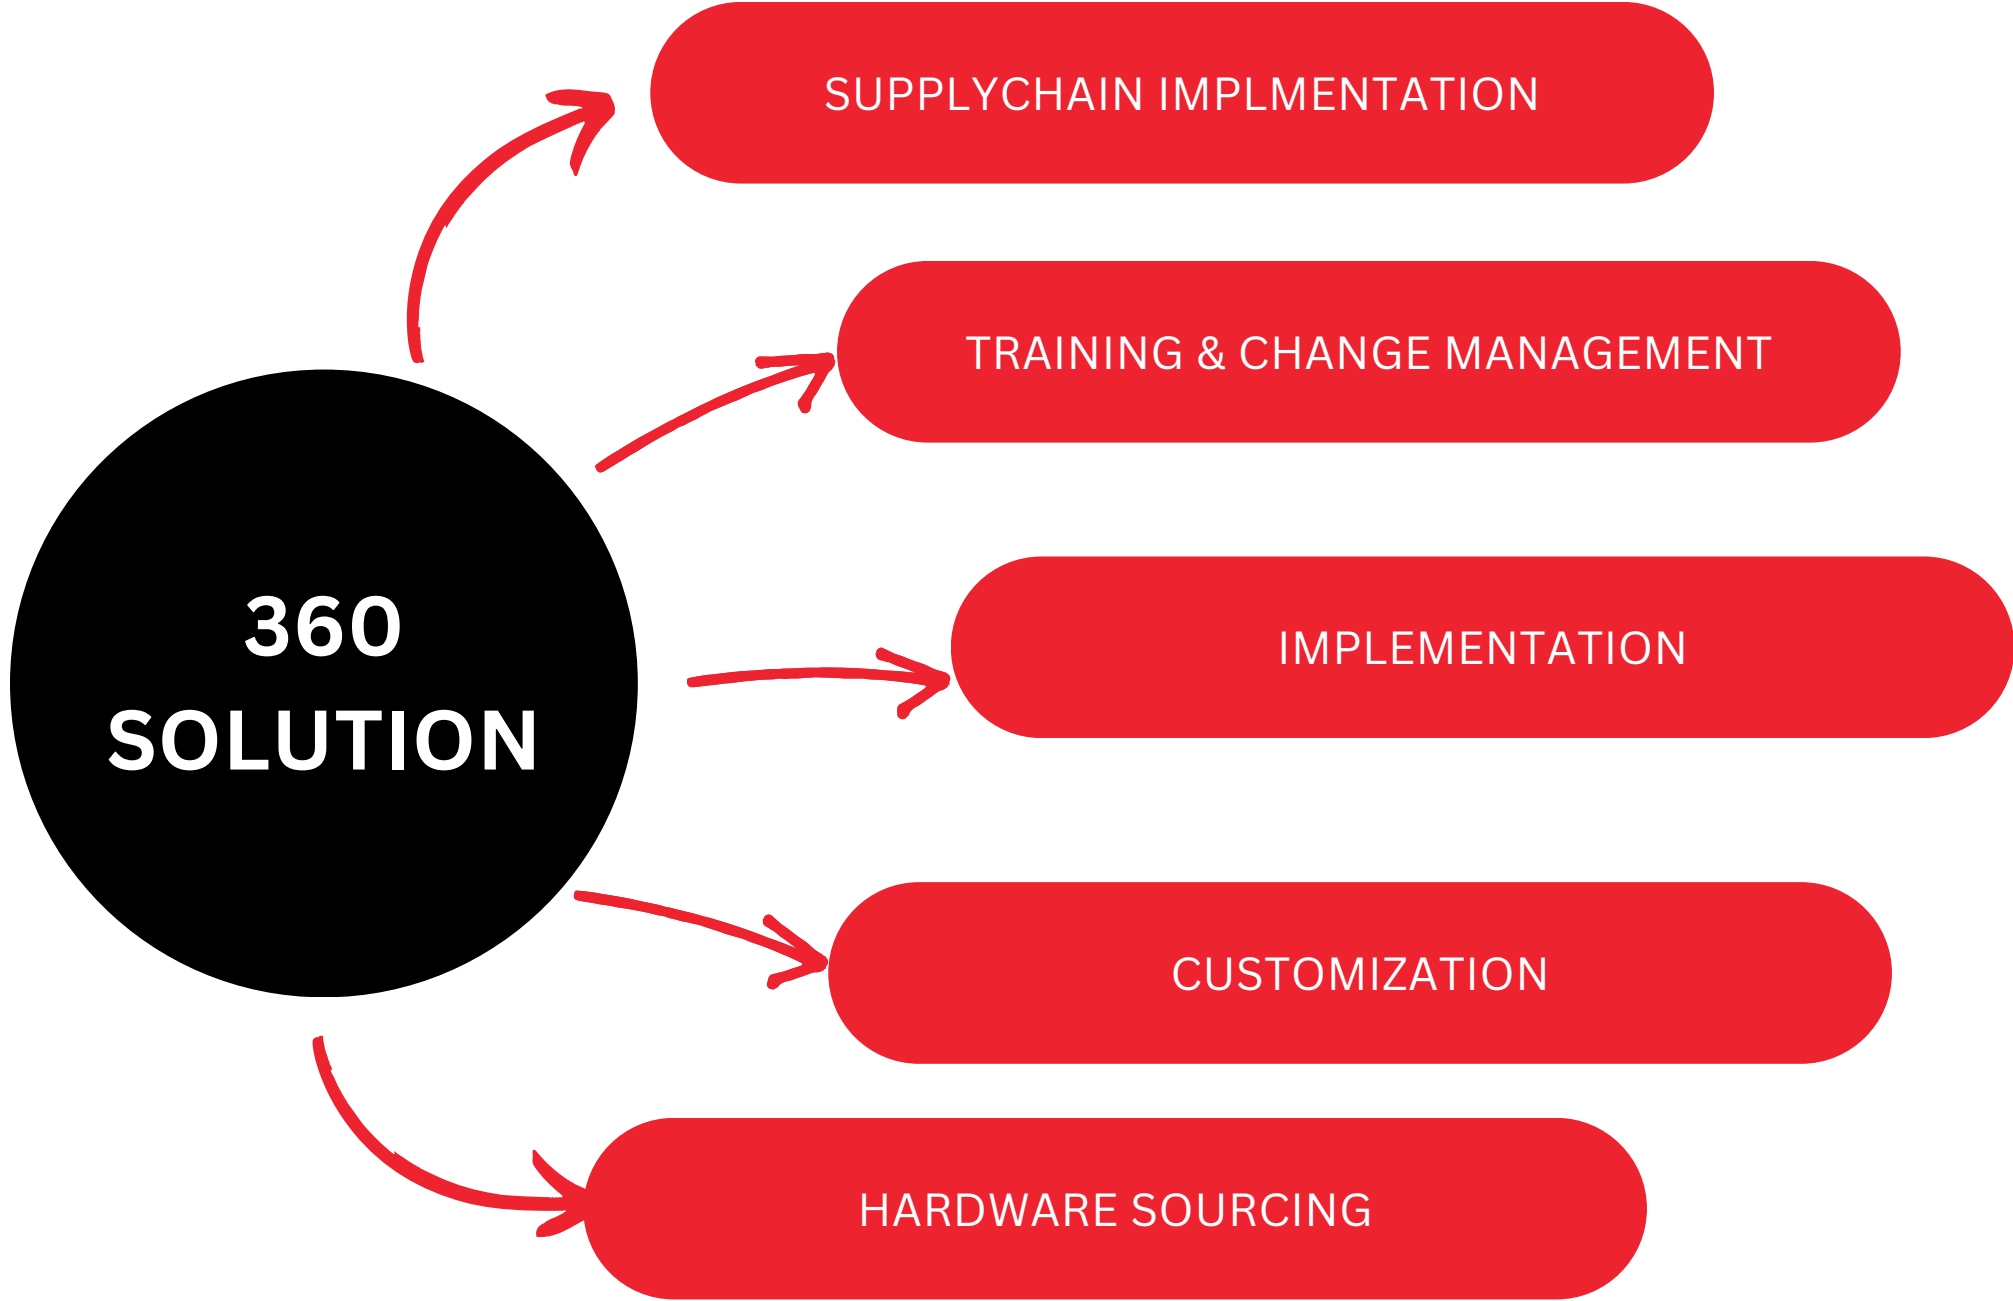 SUPPLYCHAIN IMPLMENTATION
TRAINING & CHANGE MANAGEMENT
360
SOLUTION
IMPLEMENTATION
CUSTOMIZATION
HARDWARE SOURCING